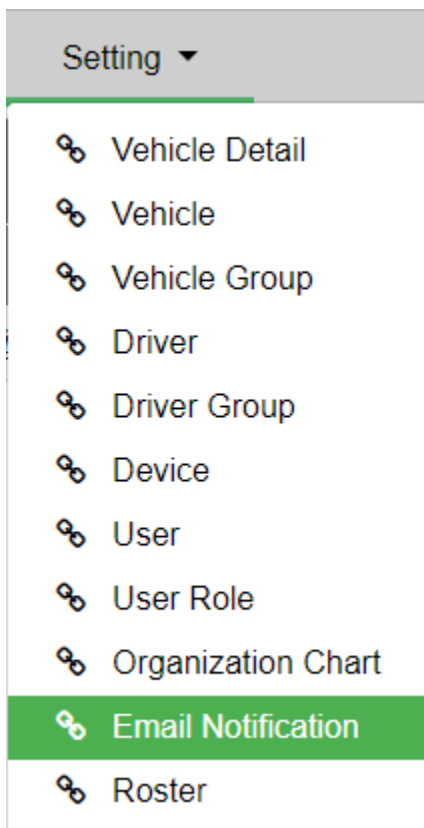 Setting
Vehicle Detail
Vehicle
Vehicle Group
Driver
Driver Group
Device
User
User Role
Organization Chart
Email Notification
Roster